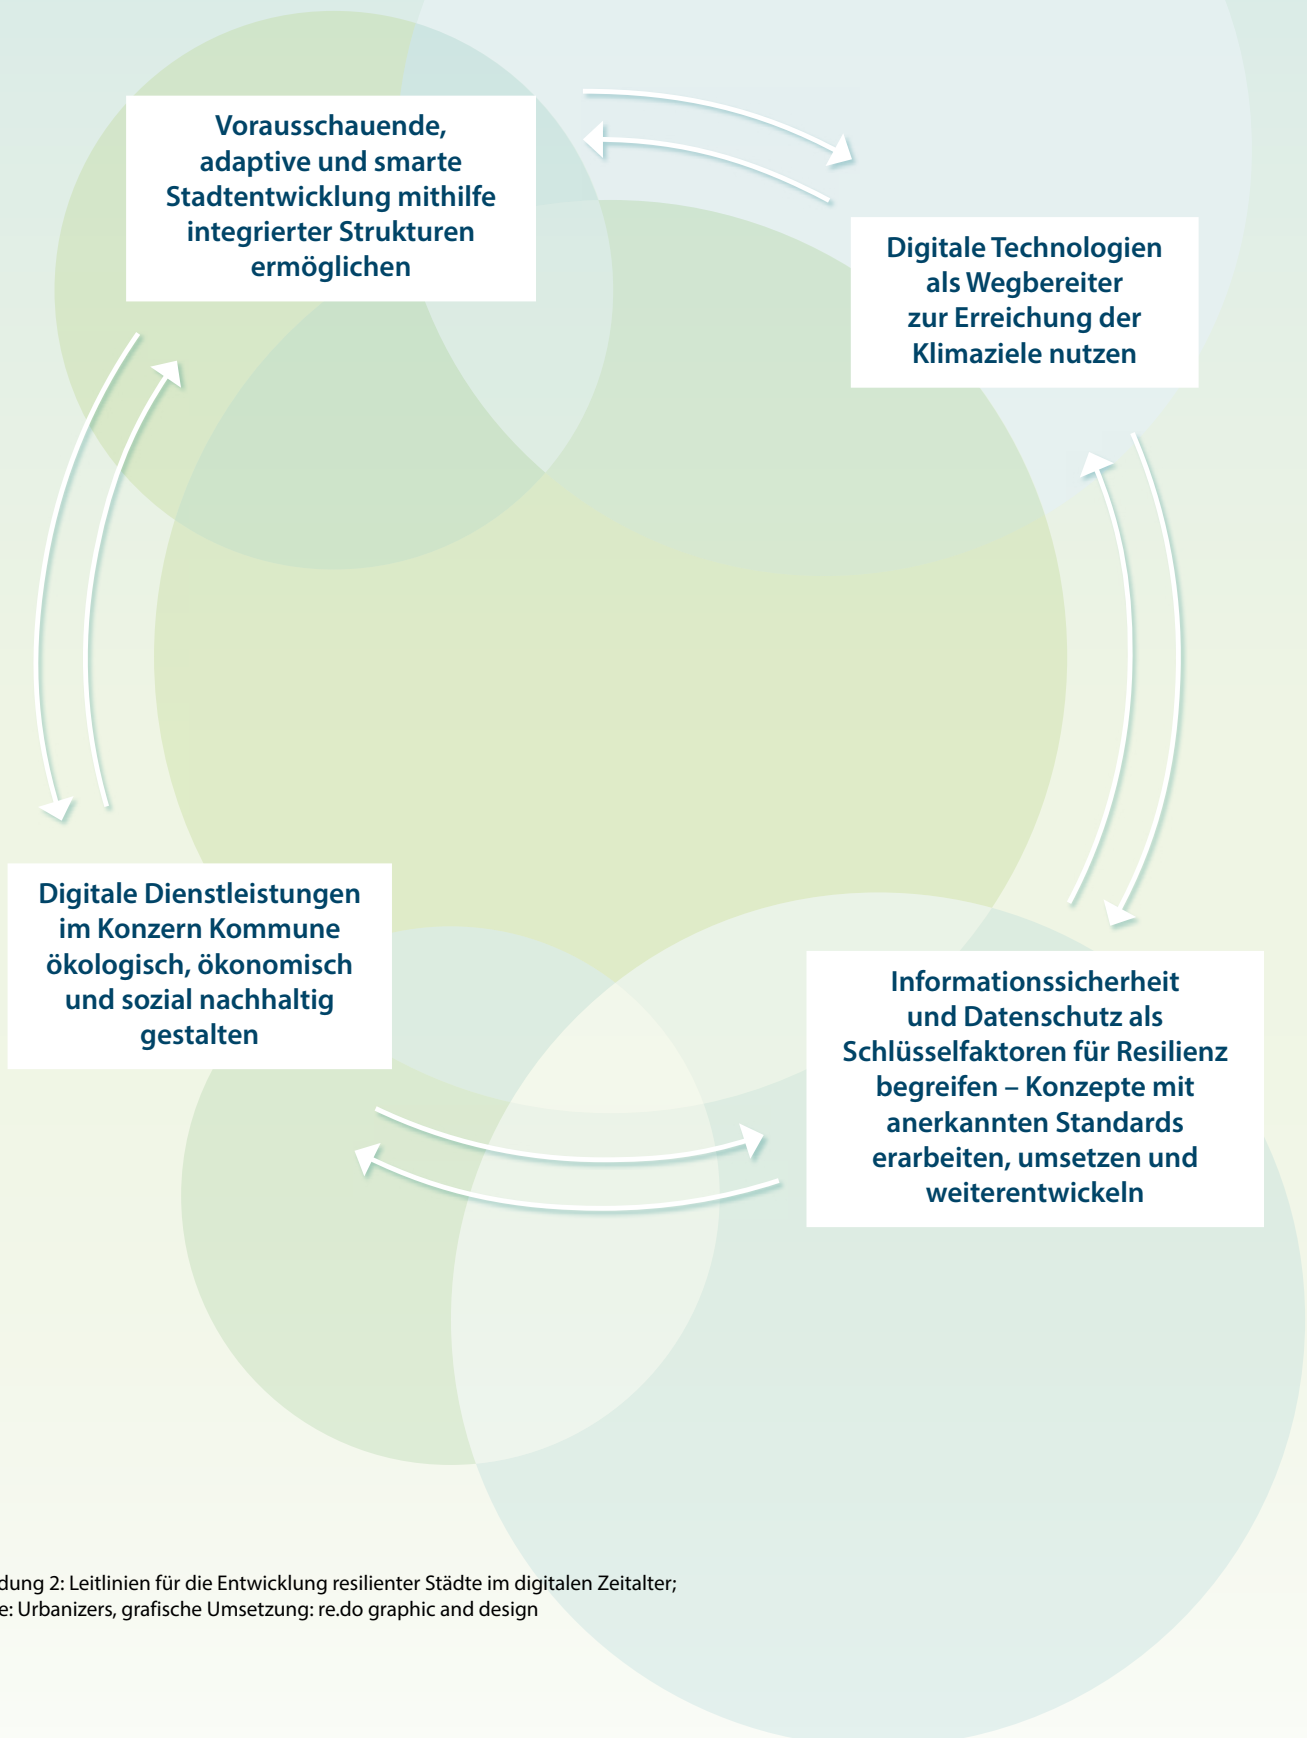 Vorausschauende,
adaptive und smarte
Stadtentwicklung mithilfe
integrierter Strukturen
ermöglichen
Digitale Technologien
als Wegbereiter
zur Erreichung der
Klimaziele nutzen
Digitale Dienstleistungen
im Konzern Kommune
ökologisch, ökonomisch
und sozial nachhaltig
gestalten
Informationssicherheit
und Datenschutz als
Schlüsselfaktoren für Resilienz
begreifen – Konzepte mit
anerkannten Standards
erarbeiten, umsetzen und
weiterentwickeln
dung 2: Leitlinien für die Entwicklung resilienter Städte im digitalen Zeitalter;
e: Urbanizers, grafische Umsetzung: re.do graphic and design